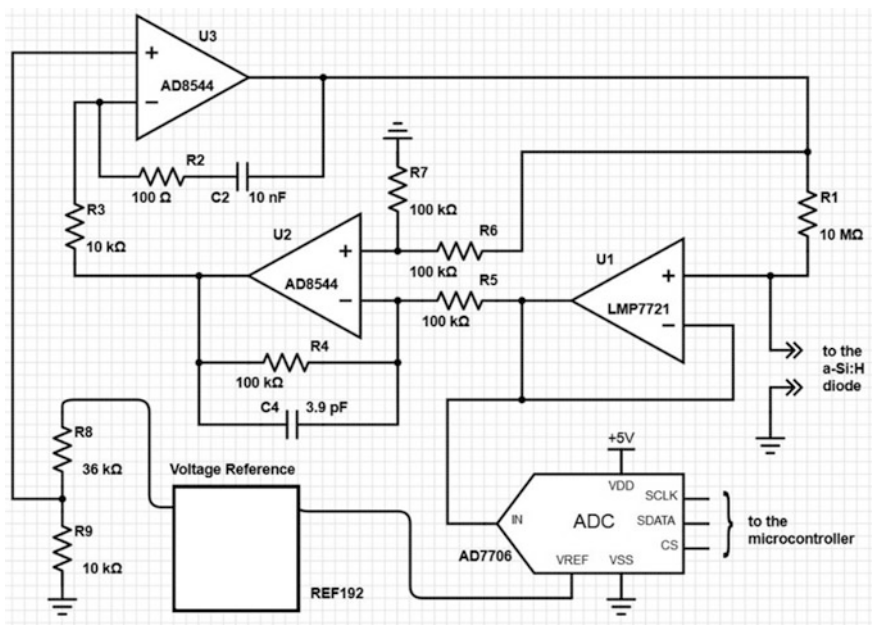 U3
+
AD8544
−
R2
100 Ω
C2
10 nF
R3
10 kΩ
R7
100 kΩ
R1
10 MΩ
U2
+
AD8544
−
R6
100 kΩ
R5
100 kΩ
U1
+
LMP7721
−
R4
100 kΩ
C4
3.9 pF
to the
a-Si:H
diode
R8
36 kΩ
R9
10 kΩ
Voltage Reference
REF192
+5V
VDD
IN
ADC
SCLK
SDATA
CS
VREF
VSS
AD7706
to the
microcontroller